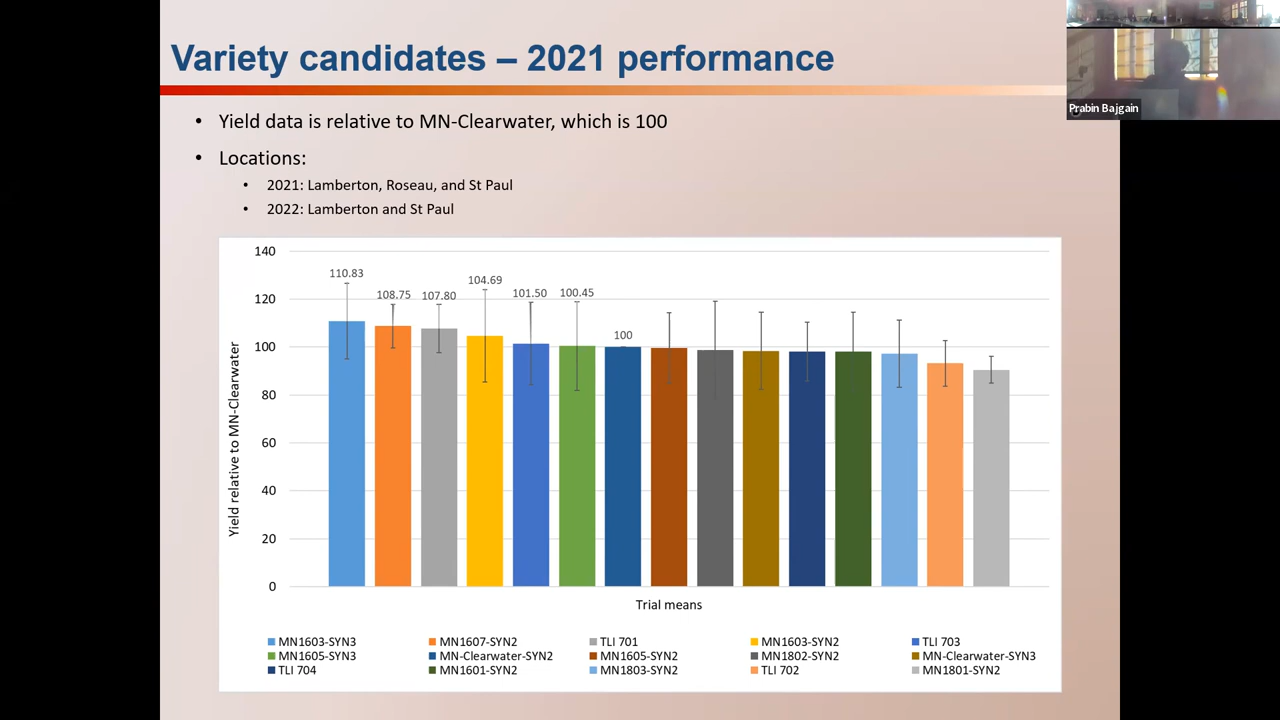 Variety candidates – 2021 performance
Prabin Bajgain
• Yield data is relative to MN-Clearwater, which is 100
• Locations:
• 2021: Lamberton, Roseau, and St Paul
• 2022: Lamberton and St Paul
Yield relative to MN-Clearwater
140
120
100
80
60
40
20
0
110.83
108.75
107.80
104.69
101.50
100.45
100
Trial means
MN1603-SYN3 MN1607-SYN2 TLI 701 MN1603-SYN2 TLI 703
MN1605-SYN3 MN-Clearwater-SYN2 MN1605-SYN2 MN1802-SYN2 MN-Clearwater-SYN3
TLI 704 MN1601-SYN2 MN1803-SYN2 TLI 702 MN1801-SYN2